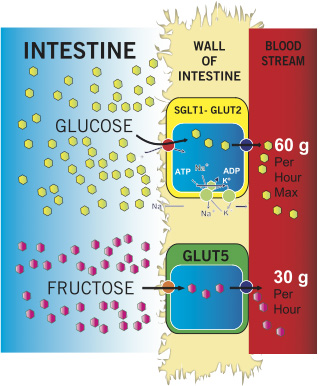 INTESTINE
WALL
OF
INTESTINE
BLOOD
STREAM
SGLT1- GLUT2
GLUCOSE
60 g
Per
Hour
Max
ATP
Na+
ADP
K+
Na
Na
K
GLUT5
FRUCTOSE
30 g
Per
Hour